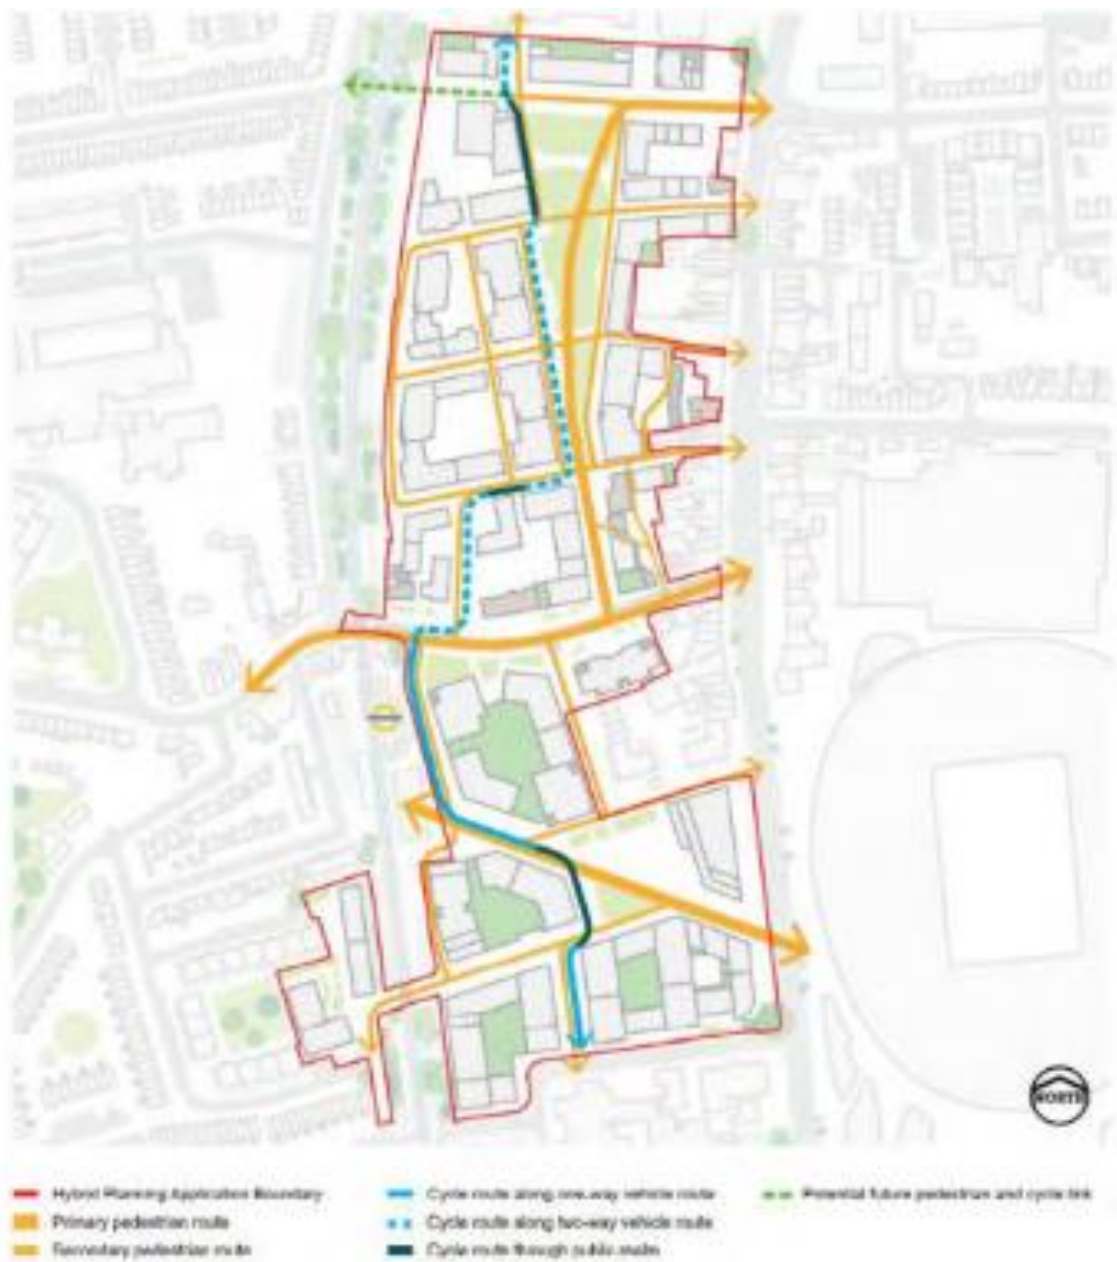 NORTH
Hybrid Planning Application Boundary
Primary pedestrian route
Secondary pedestrian route
Cycle route along one-way vehicle route
Cycle route along two-way vehicle route
Cycle route though public realm
Potential future pedestrian and cycle link